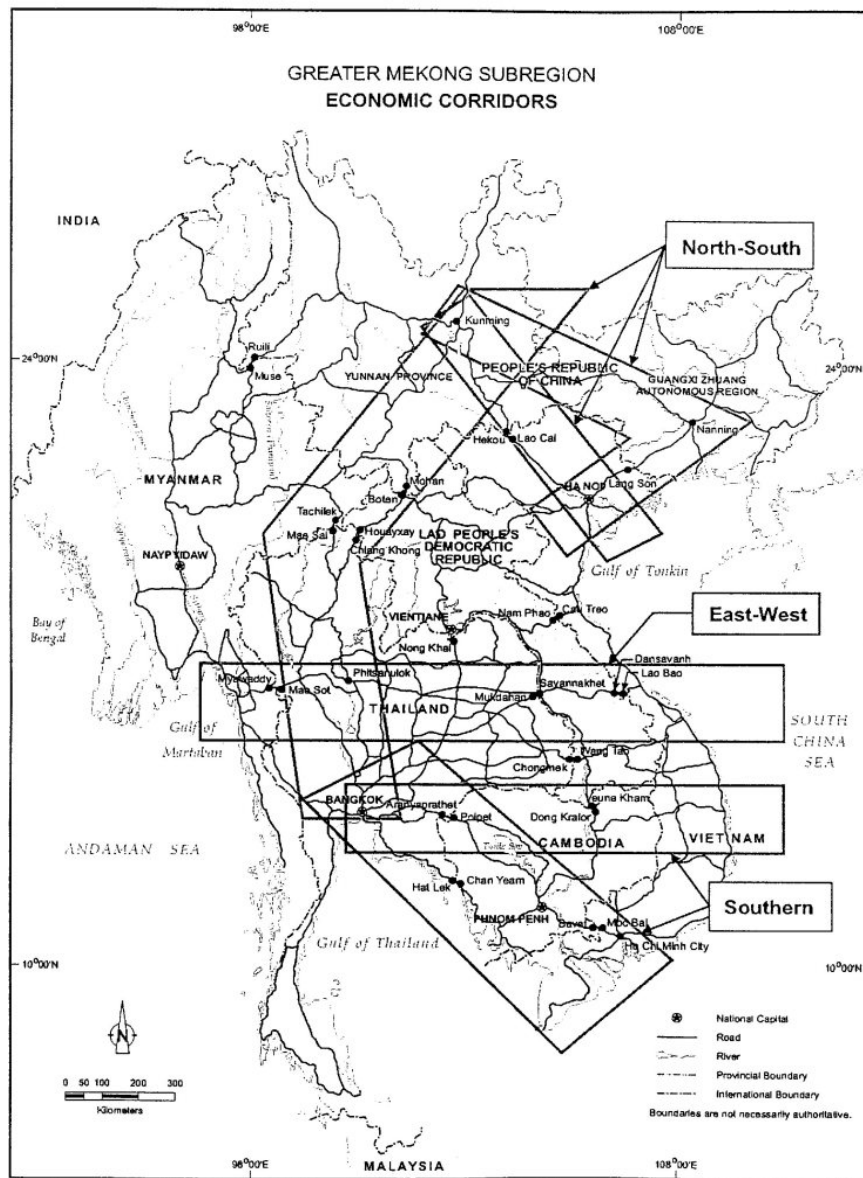 98°00'E
108°00'E
GREATER MEKONG SUBREGION
ECONOMIC CORRIDORS
INDIA
North-South
Kunming
Ruili
24°00'N
24°00'N
Muse
YUNNAN PROVINCE
PEOPLE'S REPUBLIC
OF CHINA
GUANGXI ZHUANG
AUTONOMOUS REGION
Nanning
Hekou
Lao Cai
MYANMAR
Mohan
Boten
HA NOI
Lang Son
Tachilek
Mae Sai
Houayxay
Chiang Khong
LAO PEOPLE'S
DEMOCRATIC
REPUBLIC
NAYPYIDAW
Gulf of Tonkin
Bay of
Bengal
VIENTIANE
Nam Phao
Cau Treo
East-West
Nong Khai
Dansavanh
Lao Bao
Myawaddy
Mae Sot
Phitsanulok
Savannakhet
Mukdahan
THAILAND
Gulf of
Martaban
SOUTH
CHINA
SEA
Vang Tao
Chongmek
BANGKOK
Aranyaprathet
Poipet
Veune Kham
Dong Kralor
CAMBODIA
VIET NAM
ANDAMAN SEA
Tonle Sap
Hat Lek
Chan Yeam
PHNOM PENH
Bavet
Moc Bai
Southern
Gulf of Thailand
Ho Chi Minh City
10°00'N
10°00'N
N
National Capital
Road
River
Provincial Boundary
International Boundary
Boundaries are not necessarily authoritative.
0 50 100 200 300
Kilometers
98°00'E
MALAYSIA
108°00'E